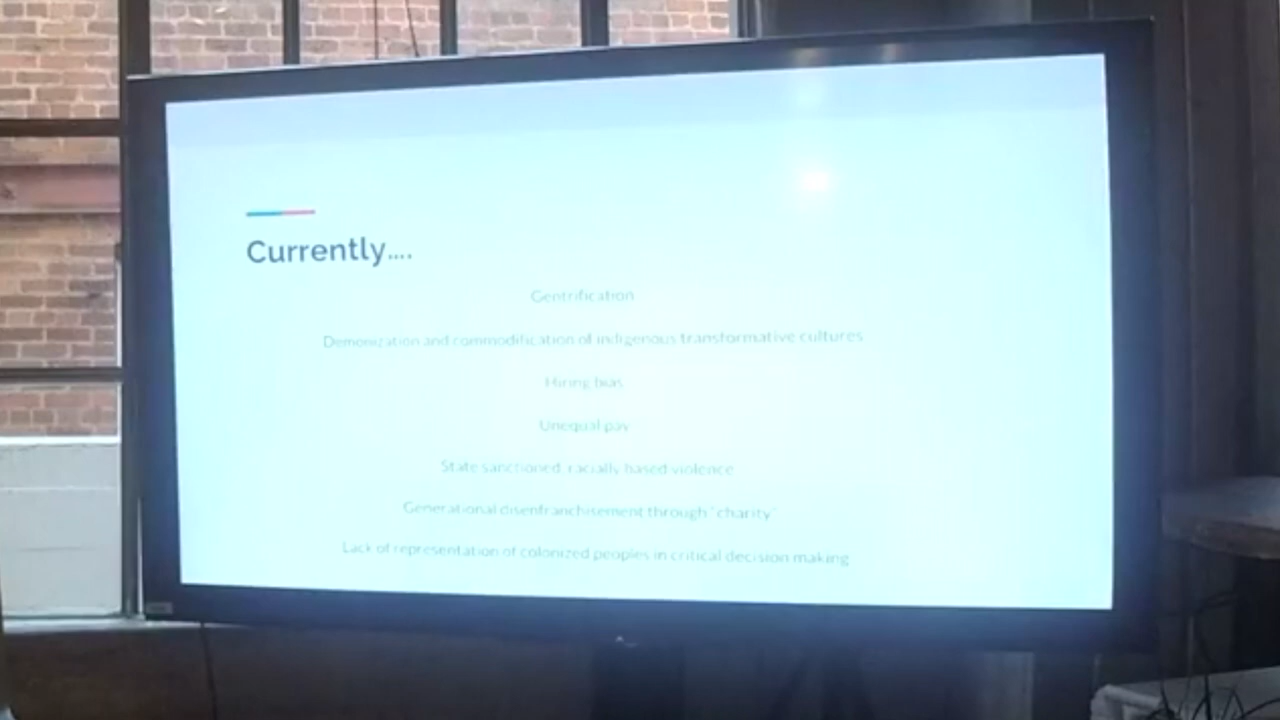 Currently....
Gentrification
Demonization and commodification of indigenous transformative cultures
Hiring bias
Unequal pay
State sanctioned, racially based violence
Generational disenfranchisement through "charity"
Lack of representation of colonized peoples in critical decision making